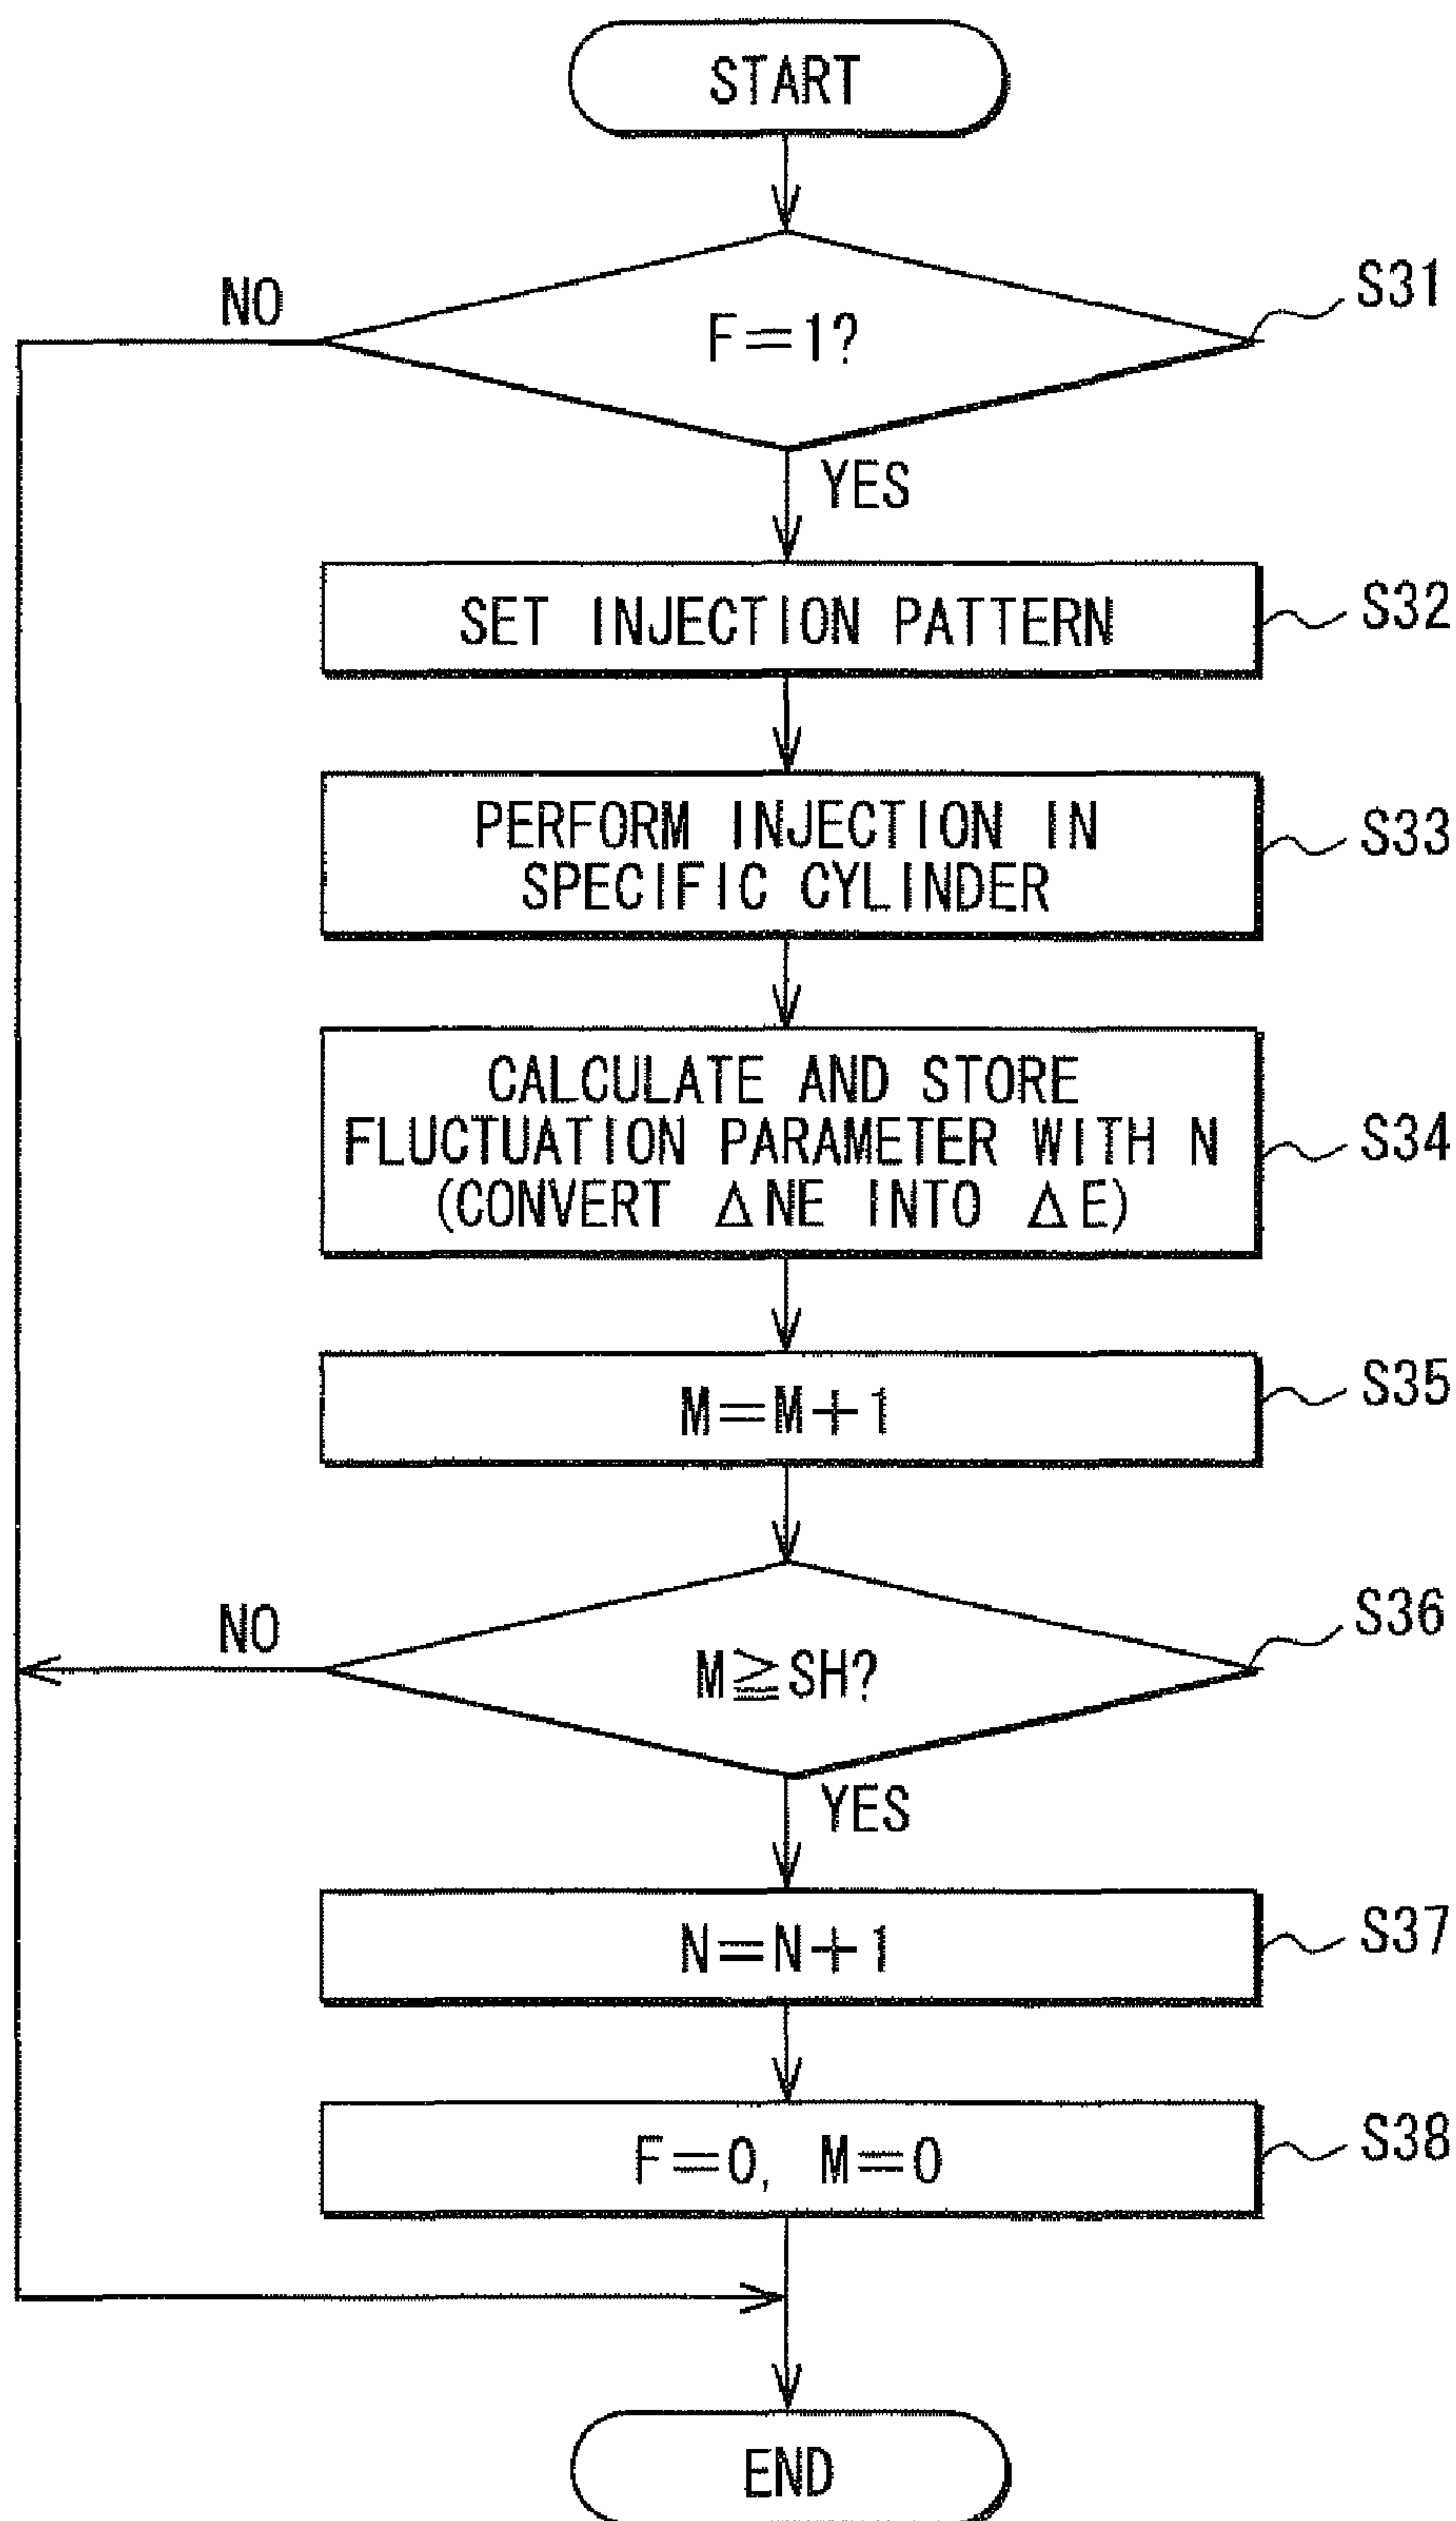 START
F=1?
S31
NO
YES
SET INJECTION PATTERN
S32
PERFORM INJECTION IN
SPECIFIC CYLINDER
S33
CALCULATE AND STORE
FLUCTUATION PARAMETER WITH N
(CONVERT ΔNE INTO ΔE)
S34
M=M+1
S35
M≧SH?
S36
NO
YES
N=N+1
S37
F=0, M=0
S38
END